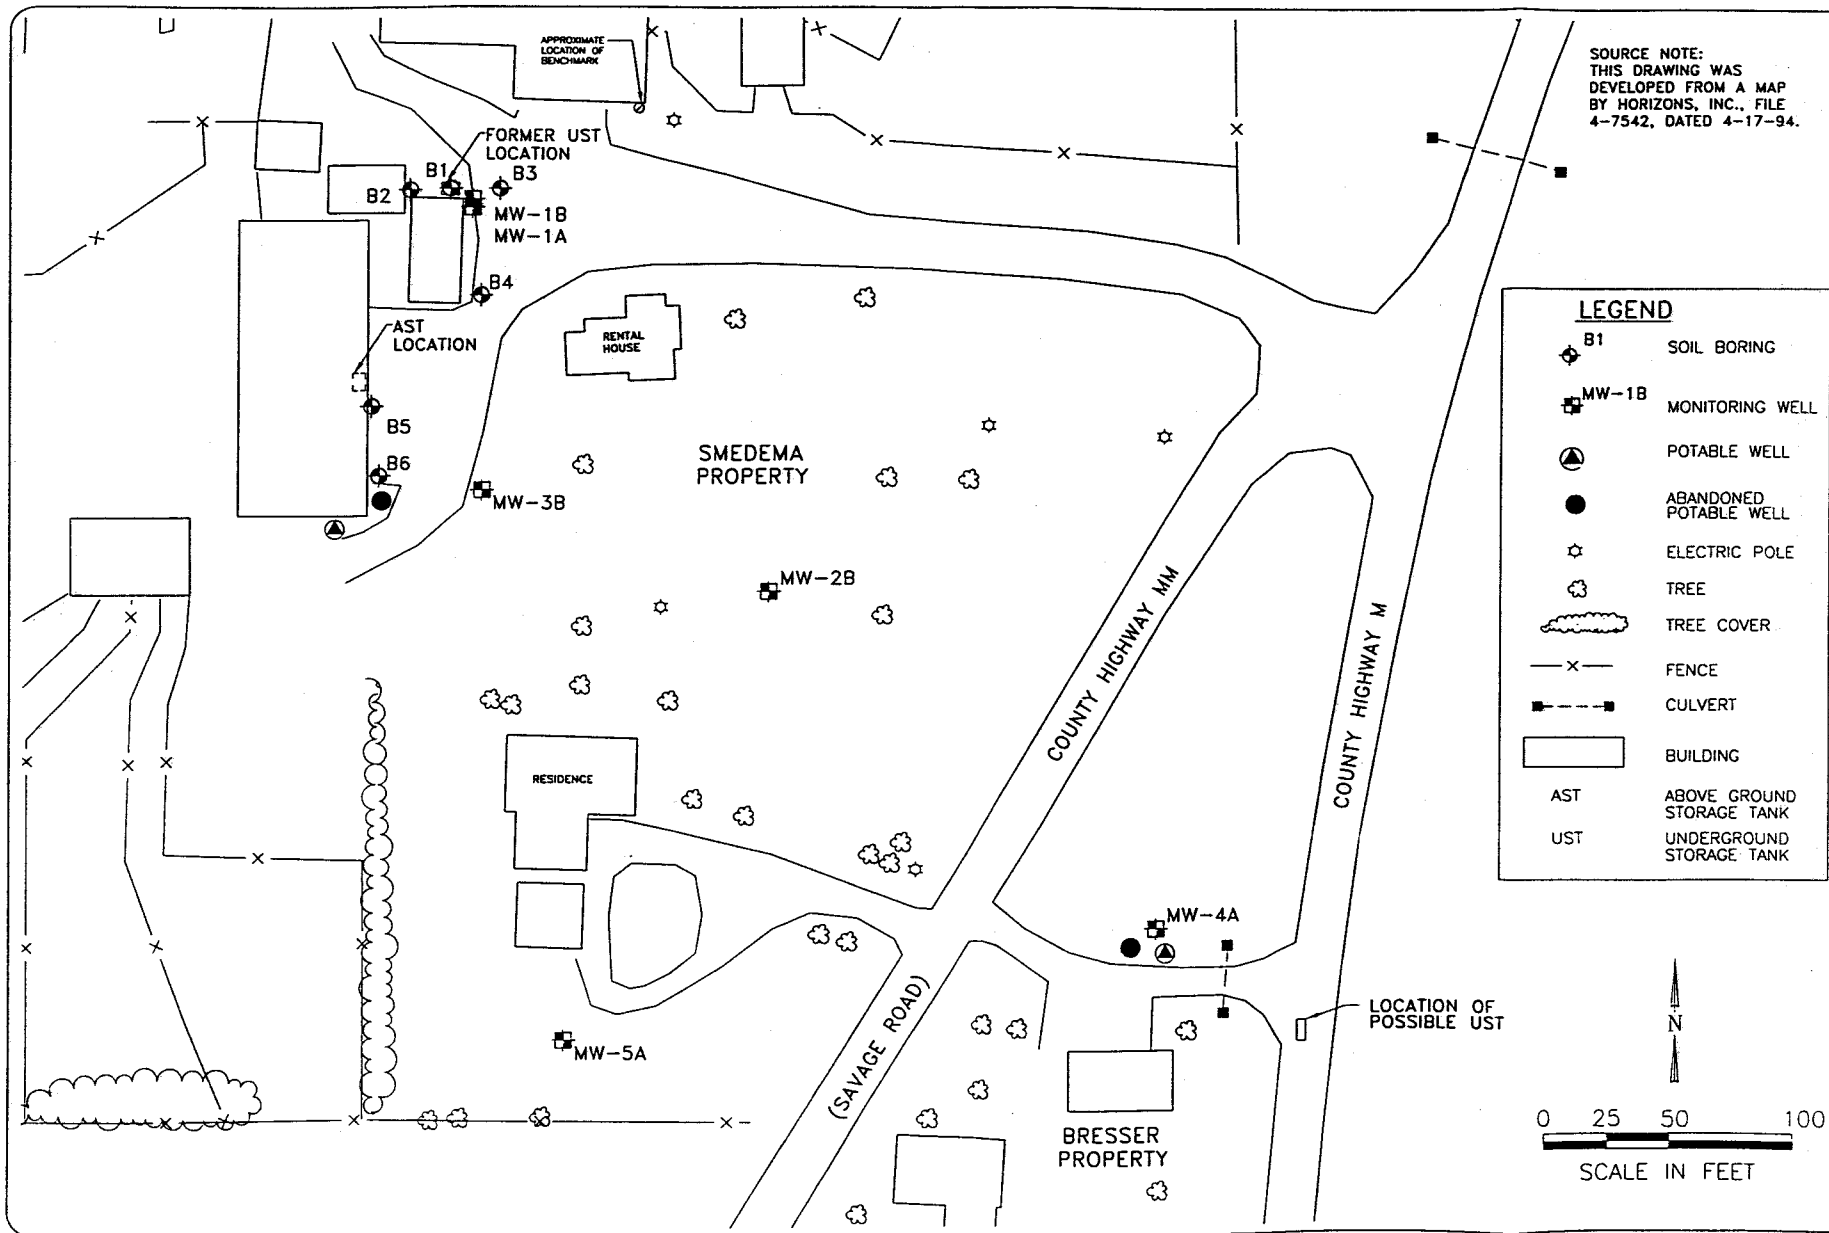 APPROXIMATE
LOCATION OF
BENCHMARK
SOURCE NOTE:
THIS DRAWING WAS
DEVELOPED FROM A MAP
BY HORIZONS, INC., FILE
4-7542, DATED 4-17-94.
FORMER UST
LOCATION
B1
B2
B3
MW-1B
MW-1A
B4
AST
LOCATION
RENTAL
HOUSE
B5
B6
MW-3B
SMEDEMA
PROPERTY
MW-2B
COUNTY HIGHWAY MM
COUNTY HIGHWAY M
RESIDENCE
MW-4A
MW-5A
(SAVAGE ROAD)
LOCATION OF
POSSIBLE UST
BRESSER
PROPERTY
LEGEND
B1
SOIL BORING
MW-1B
MONITORING WELL
POTABLE WELL
ABANDONED
POTABLE WELL
ELECTRIC POLE
TREE
TREE COVER
FENCE
CULVERT
BUILDING
AST
ABOVE GROUND
STORAGE TANK
UST
UNDERGROUND
STORAGE TANK
N
0 25 50 100
SCALE IN FEET